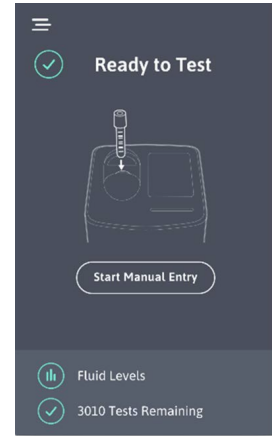 Ready to Test
Start Manual Entry
Fluid Levels
3010 Tests Remaining